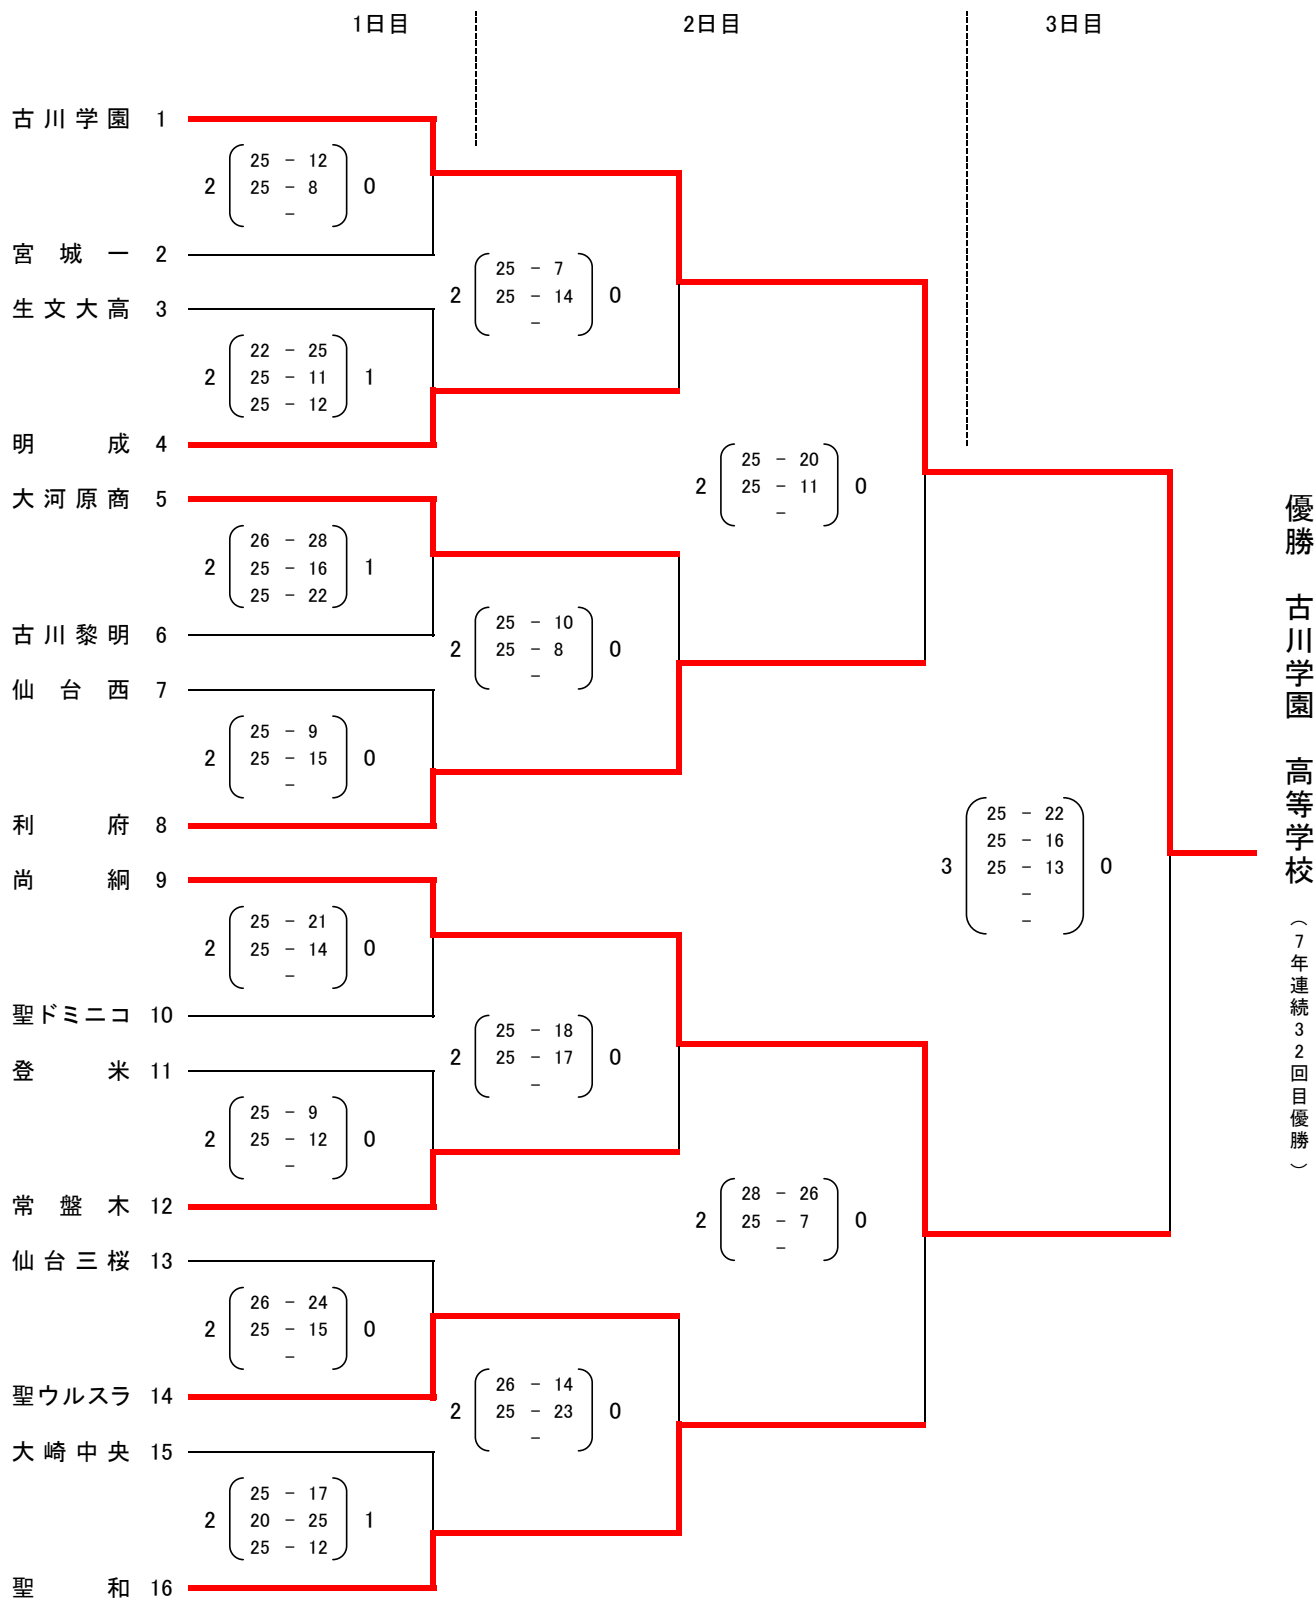 1日目 2日目 3日目
古川学園 1
2 25 - 12 0
25 - 8
-
宮城一 2
生文大高 3
2 22 - 25 1
25 - 11
25 - 12
明成 4
大河原商 5
2 26 - 28 1
25 - 16
25 - 22
古川黎明 6
仙台西 7
2 25 - 9 0
25 - 15
-
利府 8
尚絅 9
2 25 - 21 0
25 - 14
-
聖ドミニコ 10
登米 11
2 25 - 9 0
25 - 12
-
常盤木 12
仙台三桜 13
2 26 - 24 0
25 - 15
-
聖ウルスラ 14
大崎中央 15
2 25 - 17 1
20 - 25
25 - 12
聖和 16
2 25 - 7 0
25 - 14
-
2 25 - 10 0
25 - 8
-
2 25 - 18 0
25 - 17
-
2 26 - 14 0
25 - 23
-
2 25 - 20 0
25 - 11
-
2 28 - 26 0
25 - 7
-
3 25 - 22 0
25 - 16
25 - 13
-
-
優勝 古川学園 高等学校 (7年連続32回目優勝)